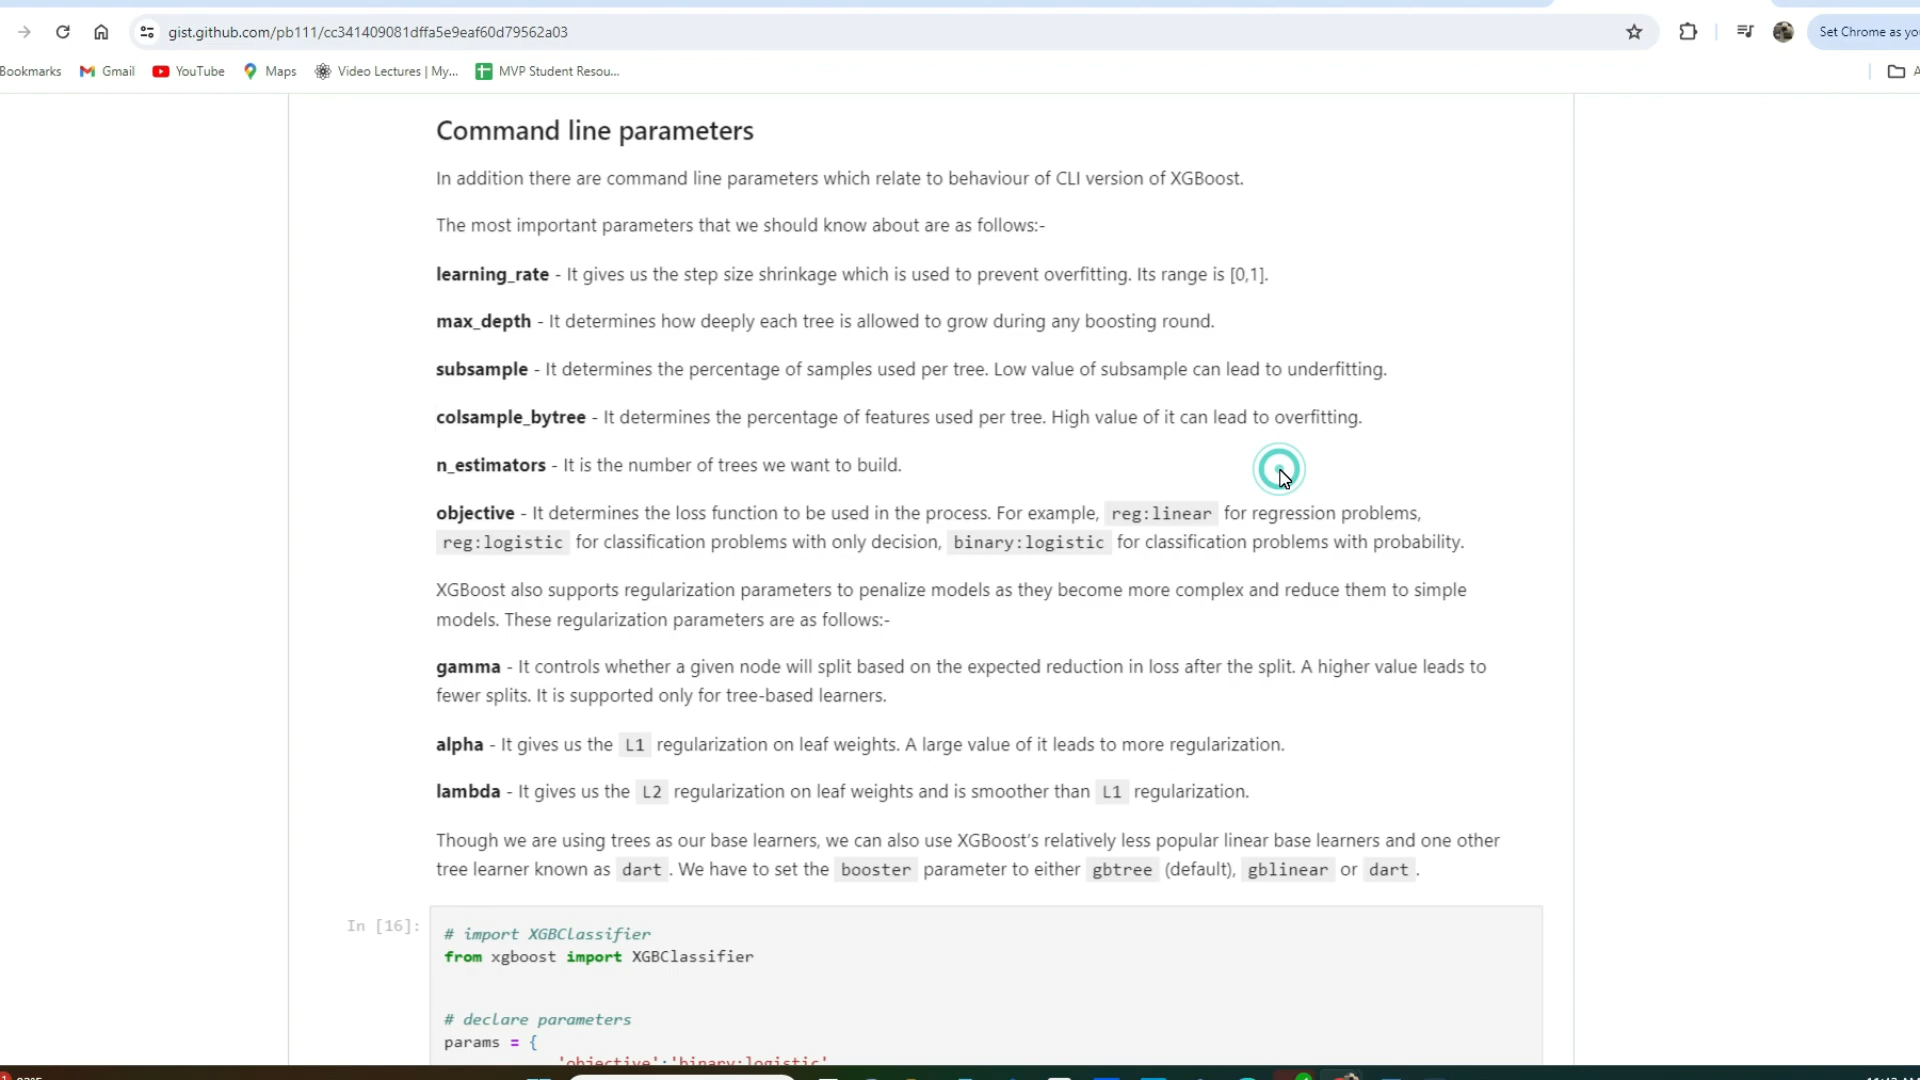 gist.github.com/pb111/cc341409081dffa5e9eaf60d79562a03
Set Chrome as yo
Bookmarks Gmail YouTube Maps Video Lectures | My... MVP Student Resou...
Command line parameters
In addition there are command line parameters which relate to behaviour of CLI version of XGBoost.
The most important parameters that we should know about are as follows:-
learning_rate - It gives us the step size shrinkage which is used to prevent overfitting. Its range is [0,1].
max_depth - It determines how deeply each tree is allowed to grow during any boosting round.
subsample - It determines the percentage of samples used per tree. Low value of subsample can lead to underfitting.
colsample_bytree - It determines the percentage of features used per tree. High value of it can lead to overfitting.
n_estimators - It is the number of trees we want to build.
objective - It determines the loss function to be used in the process. For example, reg:linear for regression problems,
reg:logistic for classification problems with only decision, binary:logistic for classification problems with probability.
XGBoost also supports regularization parameters to penalize models as they become more complex and reduce them to simple
models. These regularization parameters are as follows:-
gamma - It controls whether a given node will split based on the expected reduction in loss after the split. A higher value leads to
fewer splits. It is supported only for tree-based learners.
alpha - It gives us the L1 regularization on leaf weights. A large value of it leads to more regularization.
lambda - It gives us the L2 regularization on leaf weights and is smoother than L1 regularization.
Though we are using trees as our base learners, we can also use XGBoost’s relatively less popular linear base learners and one other
tree learner known as dart . We have to set the booster parameter to either gbtree (default), gblinear or dart .
In [16]:
# import XGBClassifier
from xgboost import XGBClassifier
# declare parameters
params = {
'objective':'binary:logistic'